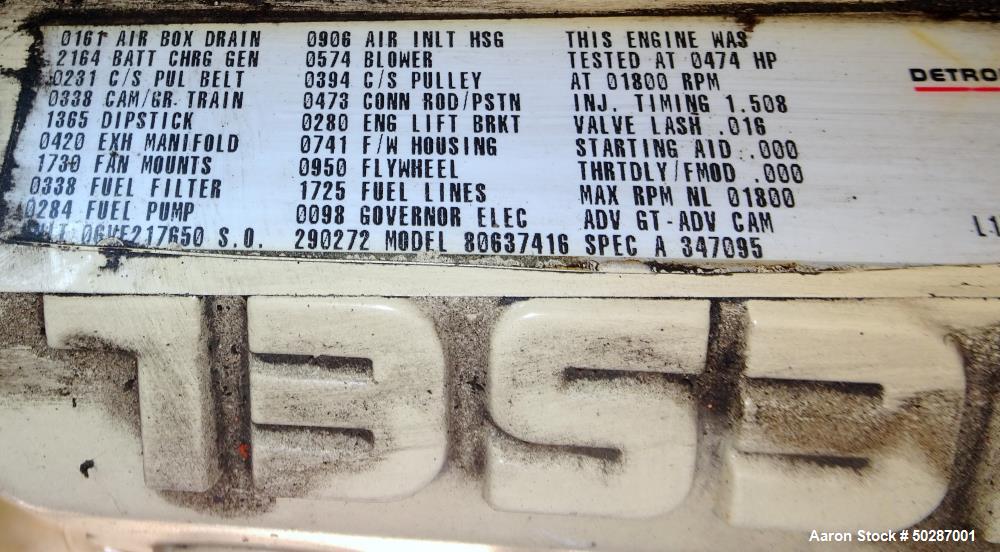 0161 AIR BOX DRAIN 0906 AIR INLT HSG THIS ENGINE WAS
2164 BATT CHRG GEN 0574 BLOWER TESTED AT 0474 HP
0231 C/S PUL BELT 0394 C/S PULLEY AT 01800 RPM
0338 CAM/GR. TRAIN 0473 CONN ROD/PSTN INJ. TIMING 1.508
1365 DIPSTICK 0280 ENG LIFT BRKT VALVE LASH .016
0420 EXH MANIFOLD 0741 F/W HOUSING STARTING AID .000
1730 FAN MOUNTS 0950 FLYWHEEL THRTDLY/FMOD .000
0338 FUEL FILTER 1725 FUEL LINES MAX RPM NL 01800
0284 FUEL PUMP 0098 GOVERNOR ELEC ADV GT-ADV CAM
06VF217650 S.O. 290272 MODEL 80637416 SPEC A 347095
DETRO
L1
Aaron Stock # 50287001